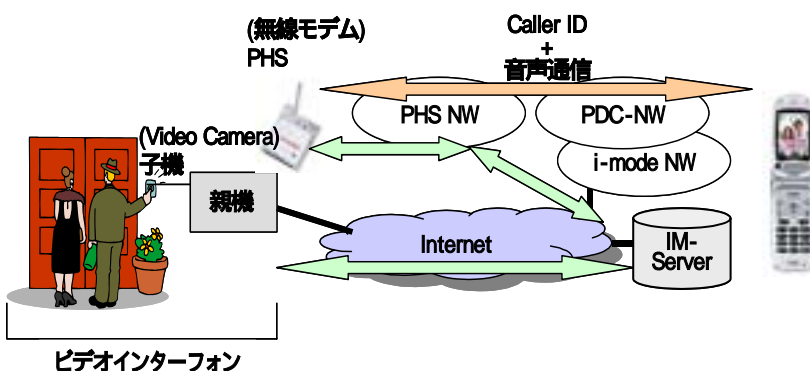 (無線モデム)
PHS
Caller ID
+
音声通信
PHS NW
PDC-NW
i-mode NW
(Video Camera)
子機
親機
Internet
IM-
Server
ビデオインターフォン